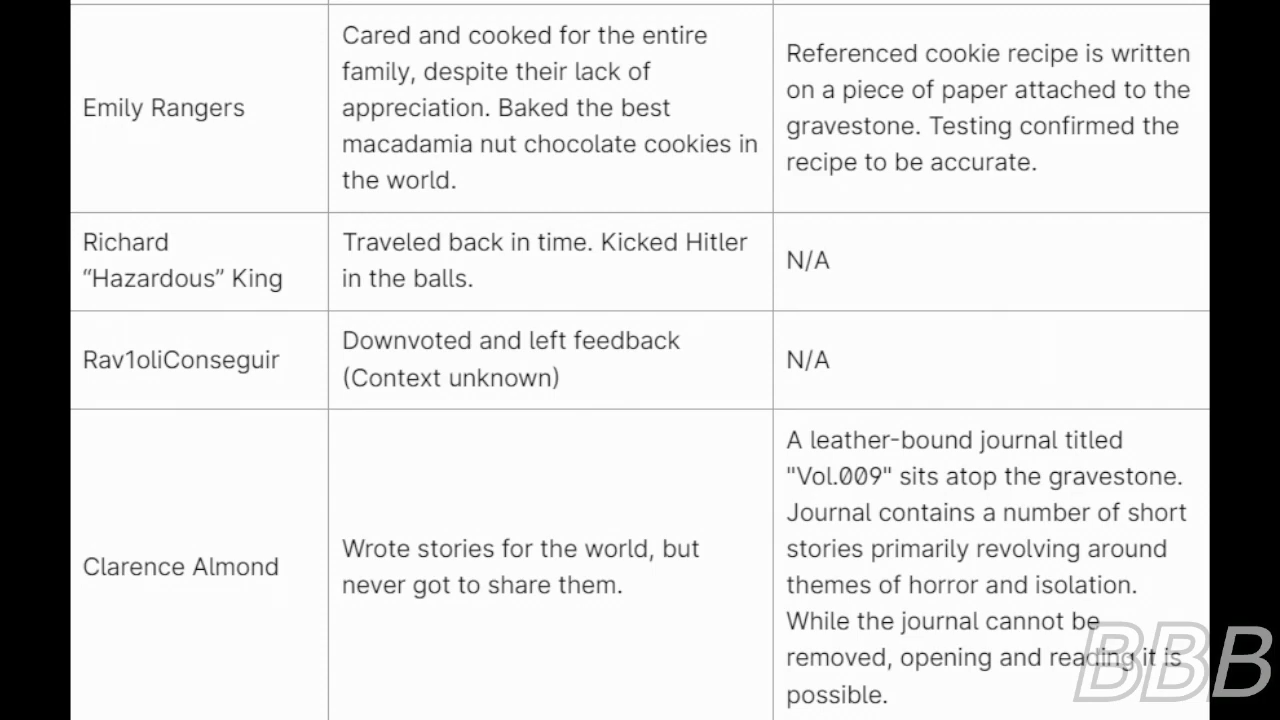 Emily Rangers
Cared and cooked for the entire
family, despite their lack of
appreciation. Baked the best
macadamia nut chocolate cookies in
the world.
Referenced cookie recipe is written
on a piece of paper attached to the
gravestone. Testing confirmed the
recipe to be accurate.
Richard
“Hazardous” King
Traveled back in time. Kicked Hitler
in the balls.
N/A
Rav1oliConseguir
Downvoted and left feedback
(Context unknown)
N/A
Clarence Almond
Wrote stories for the world, but
never got to share them.
A leather-bound journal titled
"Vol.009" sits atop the gravestone.
Journal contains a number of short
stories primarily revolving around
themes of horror and isolation.
While the journal cannot be
removed, opening and reading it is
possible.
BBB